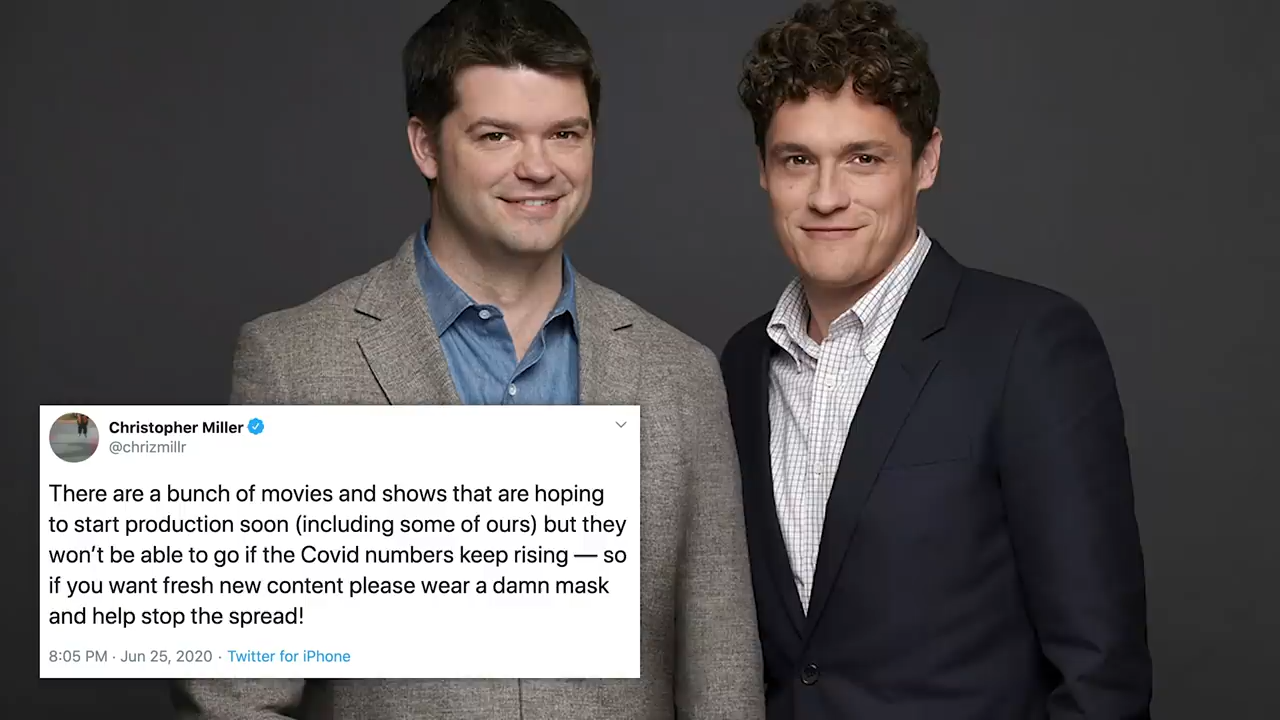 Christopher Miller
@chrizmillr
There are a bunch of movies and shows that are hoping
to start production soon (including some of ours) but they
won’t be able to go if the Covid numbers keep rising — so
if you want fresh new content please wear a damn mask
and help stop the spread!
8:05 PM · Jun 25, 2020 · Twitter for iPhone